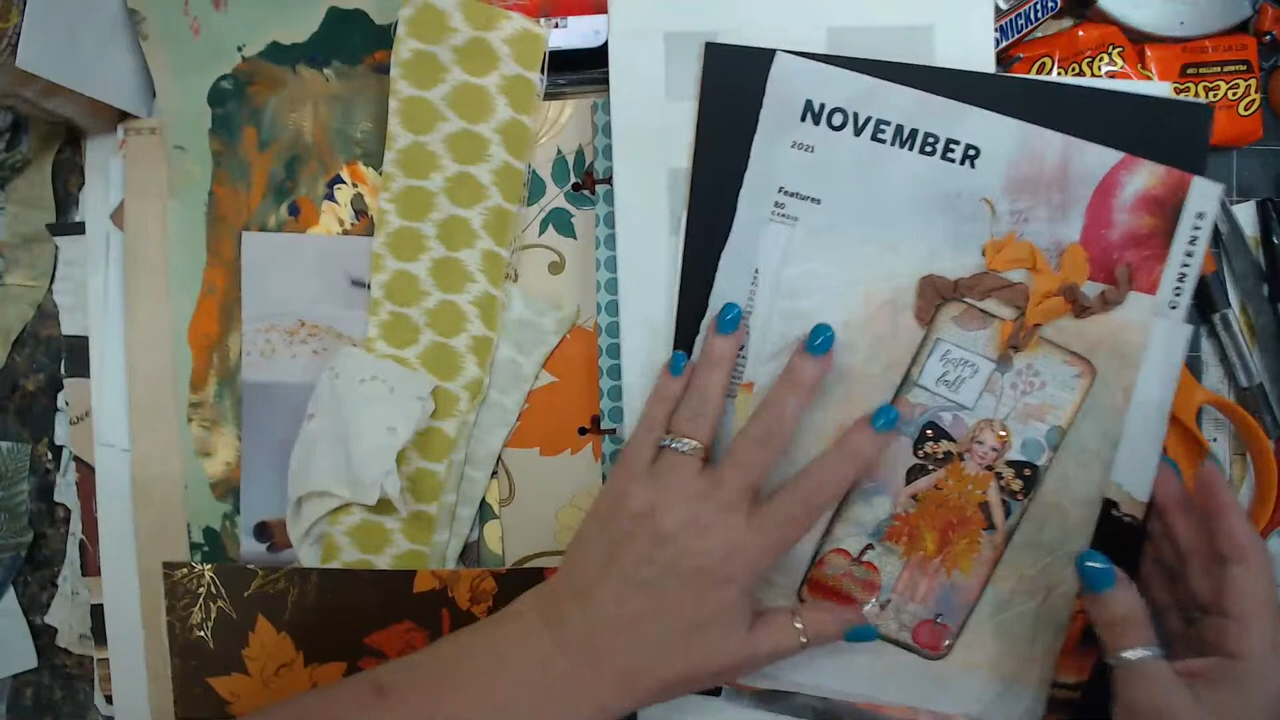 SNICKERS
Reese's
Reese's
NOVEMBER
2021
Features
80
CONTENTS
happy
fall